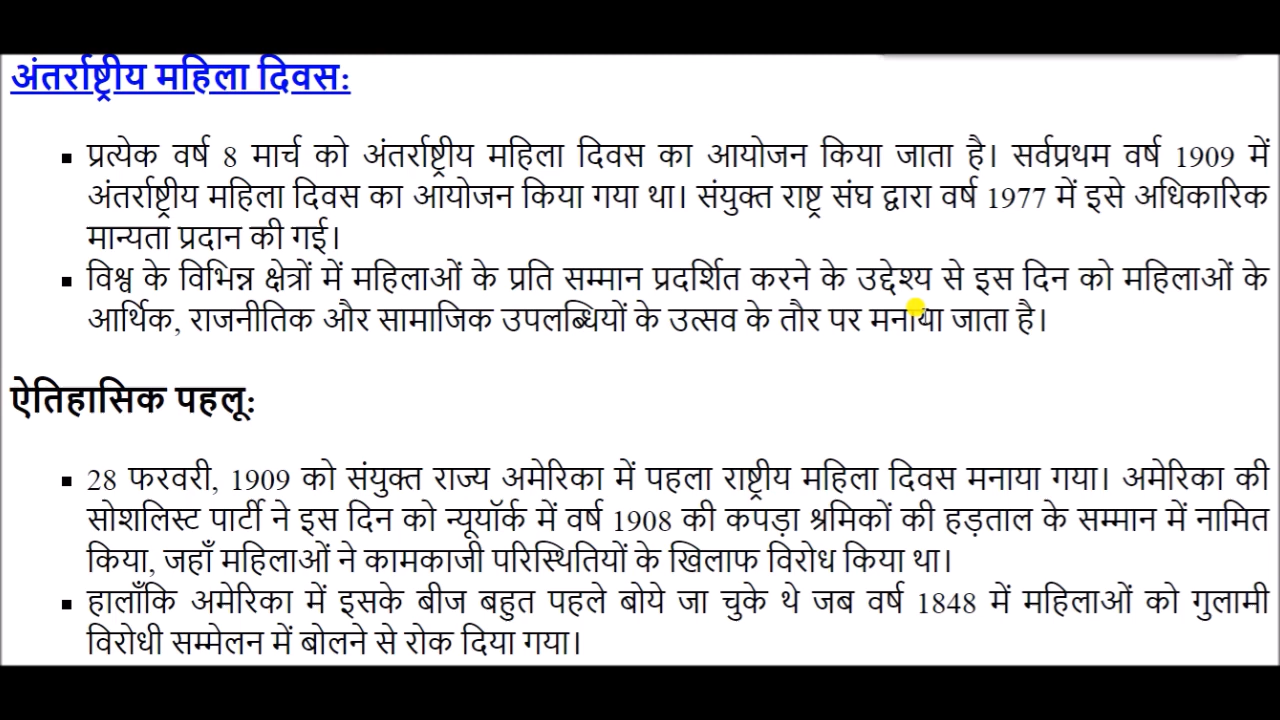 अंतर्राष्ट्रीय महिला दिवस:
▪ प्रत्येक वर्ष 8 मार्च को अंतर्राष्ट्रीय महिला दिवस का आयोजन किया जाता है। सर्वप्रथम वर्ष 1909 में
अंतर्राष्ट्रीय महिला दिवस का आयोजन किया गया था। संयुक्त राष्ट्र संघ द्वारा वर्ष 1977 में इसे अधिकारिक
मान्यता प्रदान की गई।
▪ विश्व के विभिन्न क्षेत्रों में महिलाओं के प्रति सम्मान प्रदर्शित करने के उद्देश्य से इस दिन को महिलाओं के
आर्थिक, राजनीतिक और सामाजिक उपलब्धियों के उत्सव के तौर पर मनाया जाता है।
ऐतिहासिक पहलू:
▪ 28 फरवरी, 1909 को संयुक्त राज्य अमेरिका में पहला राष्ट्रीय महिला दिवस मनाया गया। अमेरिका की
सोशलिस्ट पार्टी ने इस दिन को न्यूयॉर्क में वर्ष 1908 की कपड़ा श्रमिकों की हड़ताल के सम्मान में नामित
किया, जहाँ महिलाओं ने कामकाजी परिस्थितियों के खिलाफ विरोध किया था।
▪ हालाँकि अमेरिका में इसके बीज बहुत पहले बोये जा चुके थे जब वर्ष 1848 में महिलाओं को गुलामी
विरोधी सम्मेलन में बोलने से रोक दिया गया।